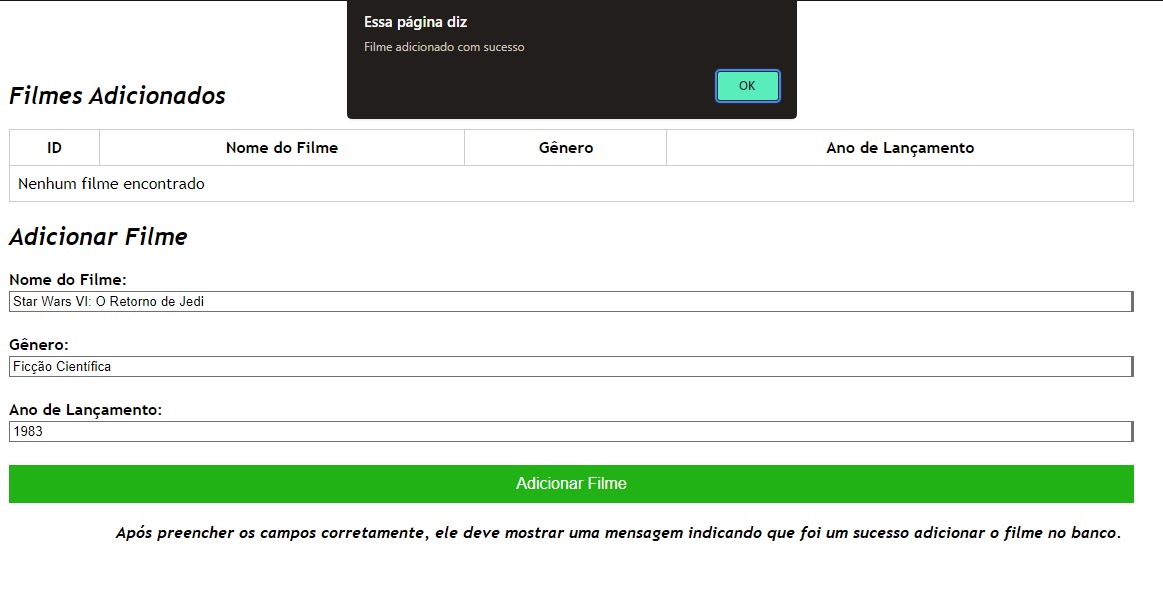 Essa página diz
Filme adicionado com sucesso
OK
Filmes Adicionados
ID Nome do Filme Gênero Ano de Lançamento
Nenhum filme encontrado
Adicionar Filme
Nome do Filme:
Star Wars VI: O Retorno de Jedi
Gênero:
Ficção Científica
Ano de Lançamento:
1983
Adicionar Filme
Após preencher os campos corretamente, ele deve mostrar uma mensagem indicando que foi um sucesso adicionar o filme no banco.